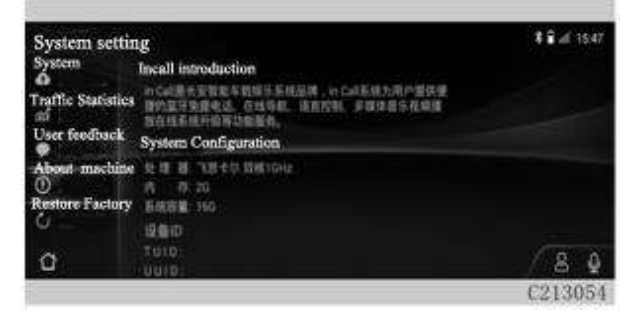 System setting
15:47
System
Incall introduction
in Call是长安智能车载娱乐系统品牌，in Call系统为用户提供便
捷的蓝牙免提电话、在线导航、语音控制、多媒体音乐视频播
放在线系统升级等功能服务。
Traffic Statistics
User feedback
System Configuration
About machine
处 理 器 飞思卡尔 双核1GHz
内 存: 2G
Restore Factory
系统容量: 16G
设备ID
TUID:
UUID:
C213054